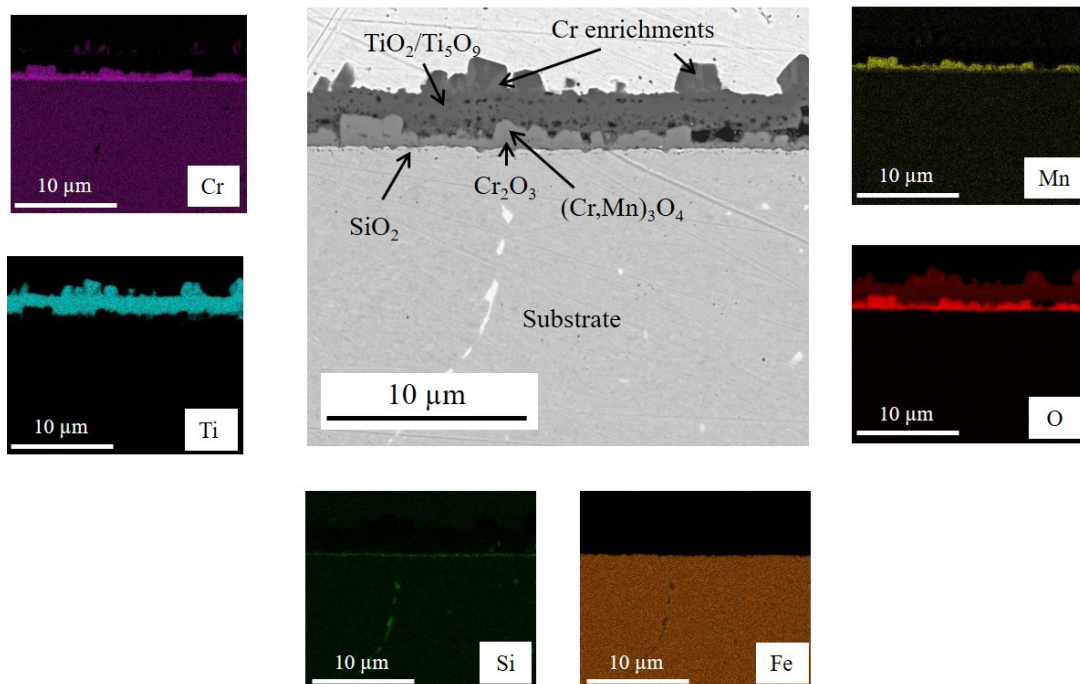 10 µm
Cr
TiO₂/Ti₅O₉
Cr enrichments
SiO₂
Cr₂O₃
(Cr,Mn)₃O₄
Substrate
10 µm
10 µm
Mn
10 µm
Ti
10 µm
O
10 µm
Si
10 µm
Fe